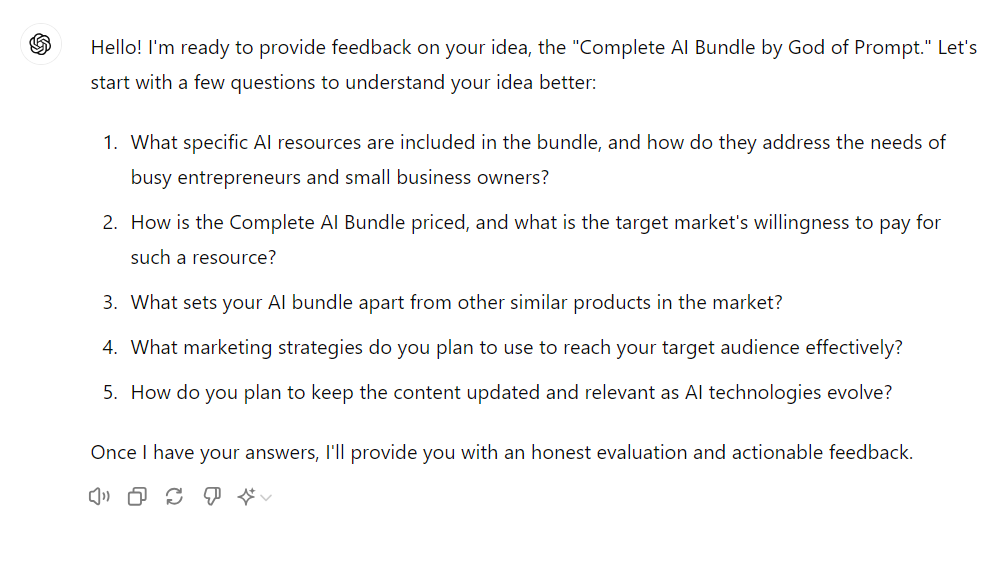 Hello! I'm ready to provide feedback on your idea, the "Complete AI Bundle by God of Prompt." Let's
start with a few questions to understand your idea better:
1. What specific AI resources are included in the bundle, and how do they address the needs of
busy entrepreneurs and small business owners?
2. How is the Complete AI Bundle priced, and what is the target market's willingness to pay for
such a resource?
3. What sets your AI bundle apart from other similar products in the market?
4. What marketing strategies do you plan to use to reach your target audience effectively?
5. How do you plan to keep the content updated and relevant as AI technologies evolve?
Once I have your answers, I'll provide you with an honest evaluation and actionable feedback.